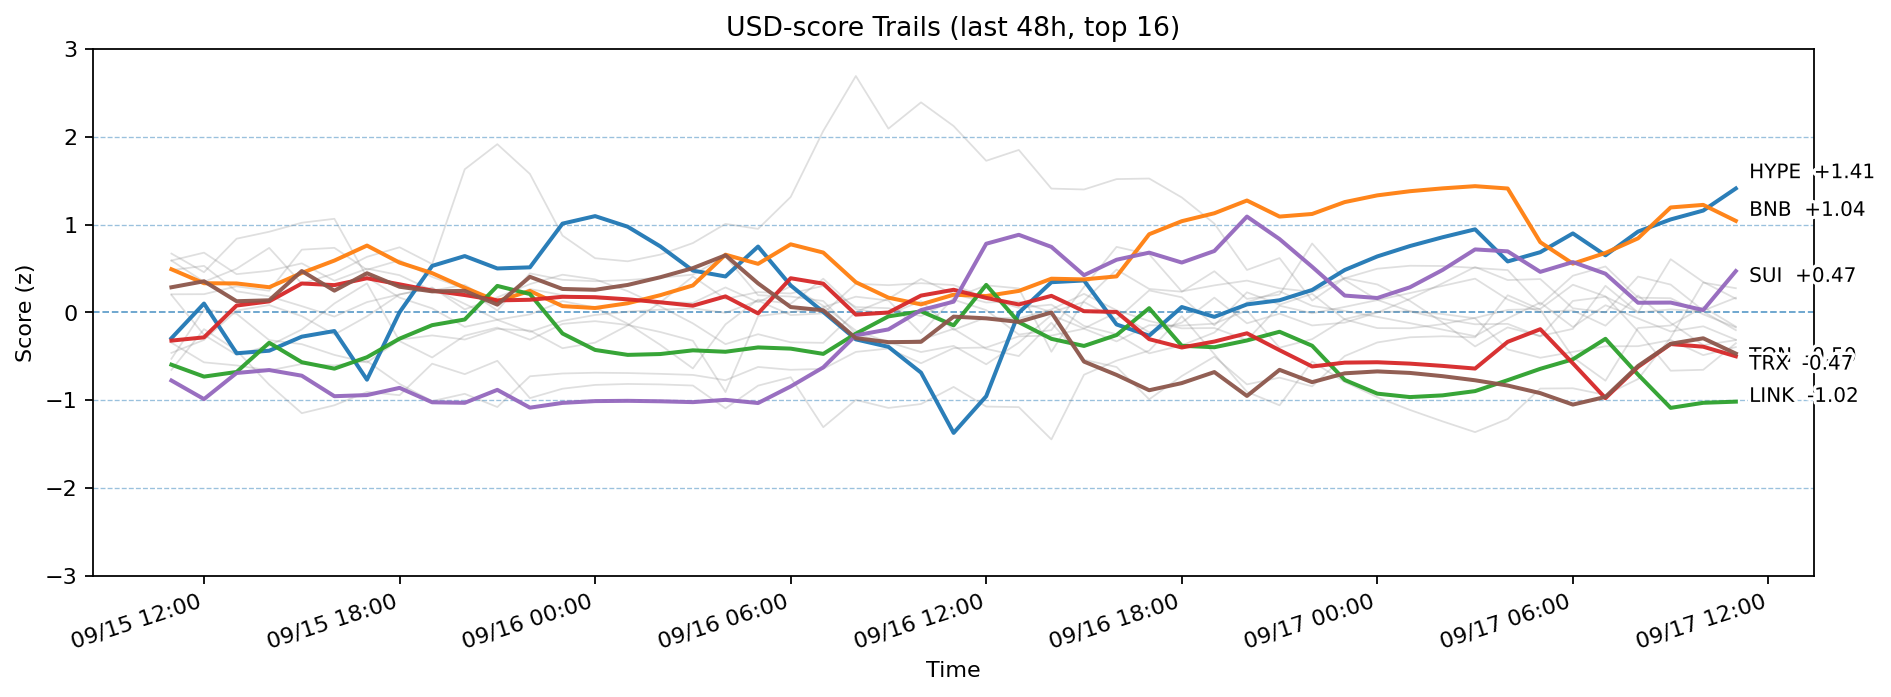 USD-score Trails (last 48h, top 16)
3
2
1
0
−1
−2
−3
Score (z)
HYPE +1.41
BNB +1.04
SUI +0.47
TRX -0.47
LINK -1.02
09/15 12:00
09/15 18:00
09/16 00:00
09/16 06:00
09/16 12:00
09/16 18:00
09/17 00:00
09/17 06:00
09/17 12:00
Time